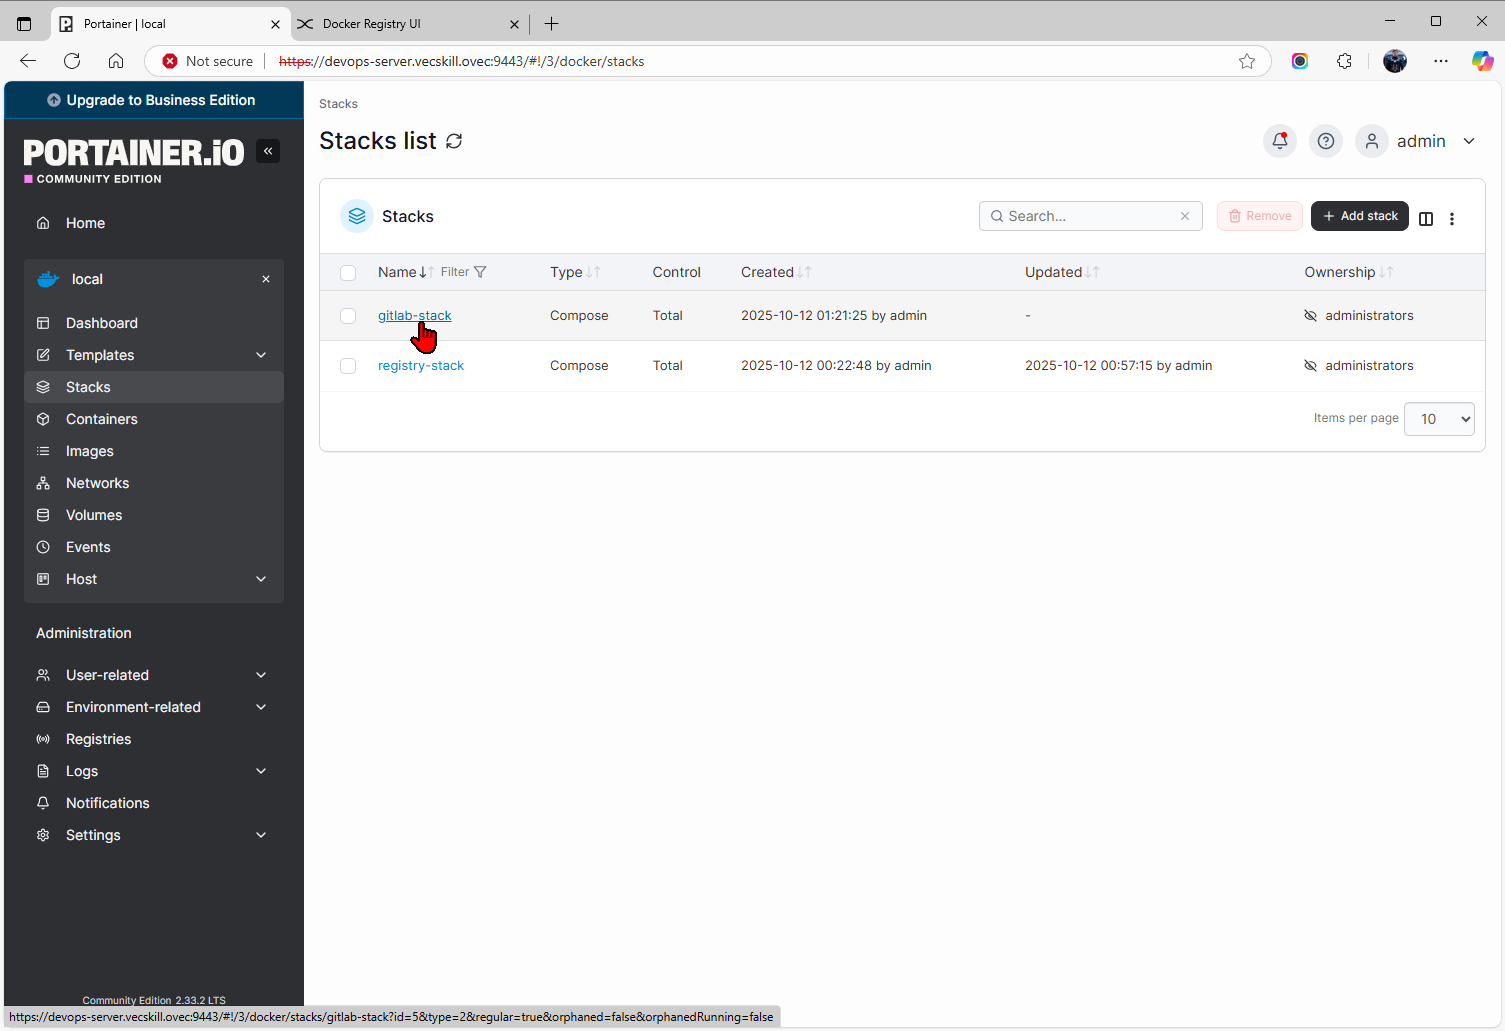 Portainer | local
Docker Registry UI
Not secure
https://devops-server.vecskill.ovec:9443/#!/3/docker/stacks
Upgrade to Business Edition
PORTAINER.iO
COMMUNITY EDITION
Home
local
Dashboard
Templates
Stacks
Containers
Images
Networks
Volumes
Events
Host
Administration
User-related
Environment-related
Registries
Logs
Notifications
Settings
Community Edition 2.33.2 LTS
Stacks
Stacks list
admin
Stacks
Search...
Remove
Add stack
Name Filter Type Control Created Updated Ownership
gitlab-stack Compose Total 2025-10-12 01:21:25 by admin - administrators
registry-stack Compose Total 2025-10-12 00:22:48 by admin 2025-10-12 00:57:15 by admin administrators
Items per page 10
https://devops-server.vecskill.ovec:9443/#!/3/docker/stacks/gitlab-stack?id=5&type=2&regular=true&orphaned=false&orphanedRunning=false